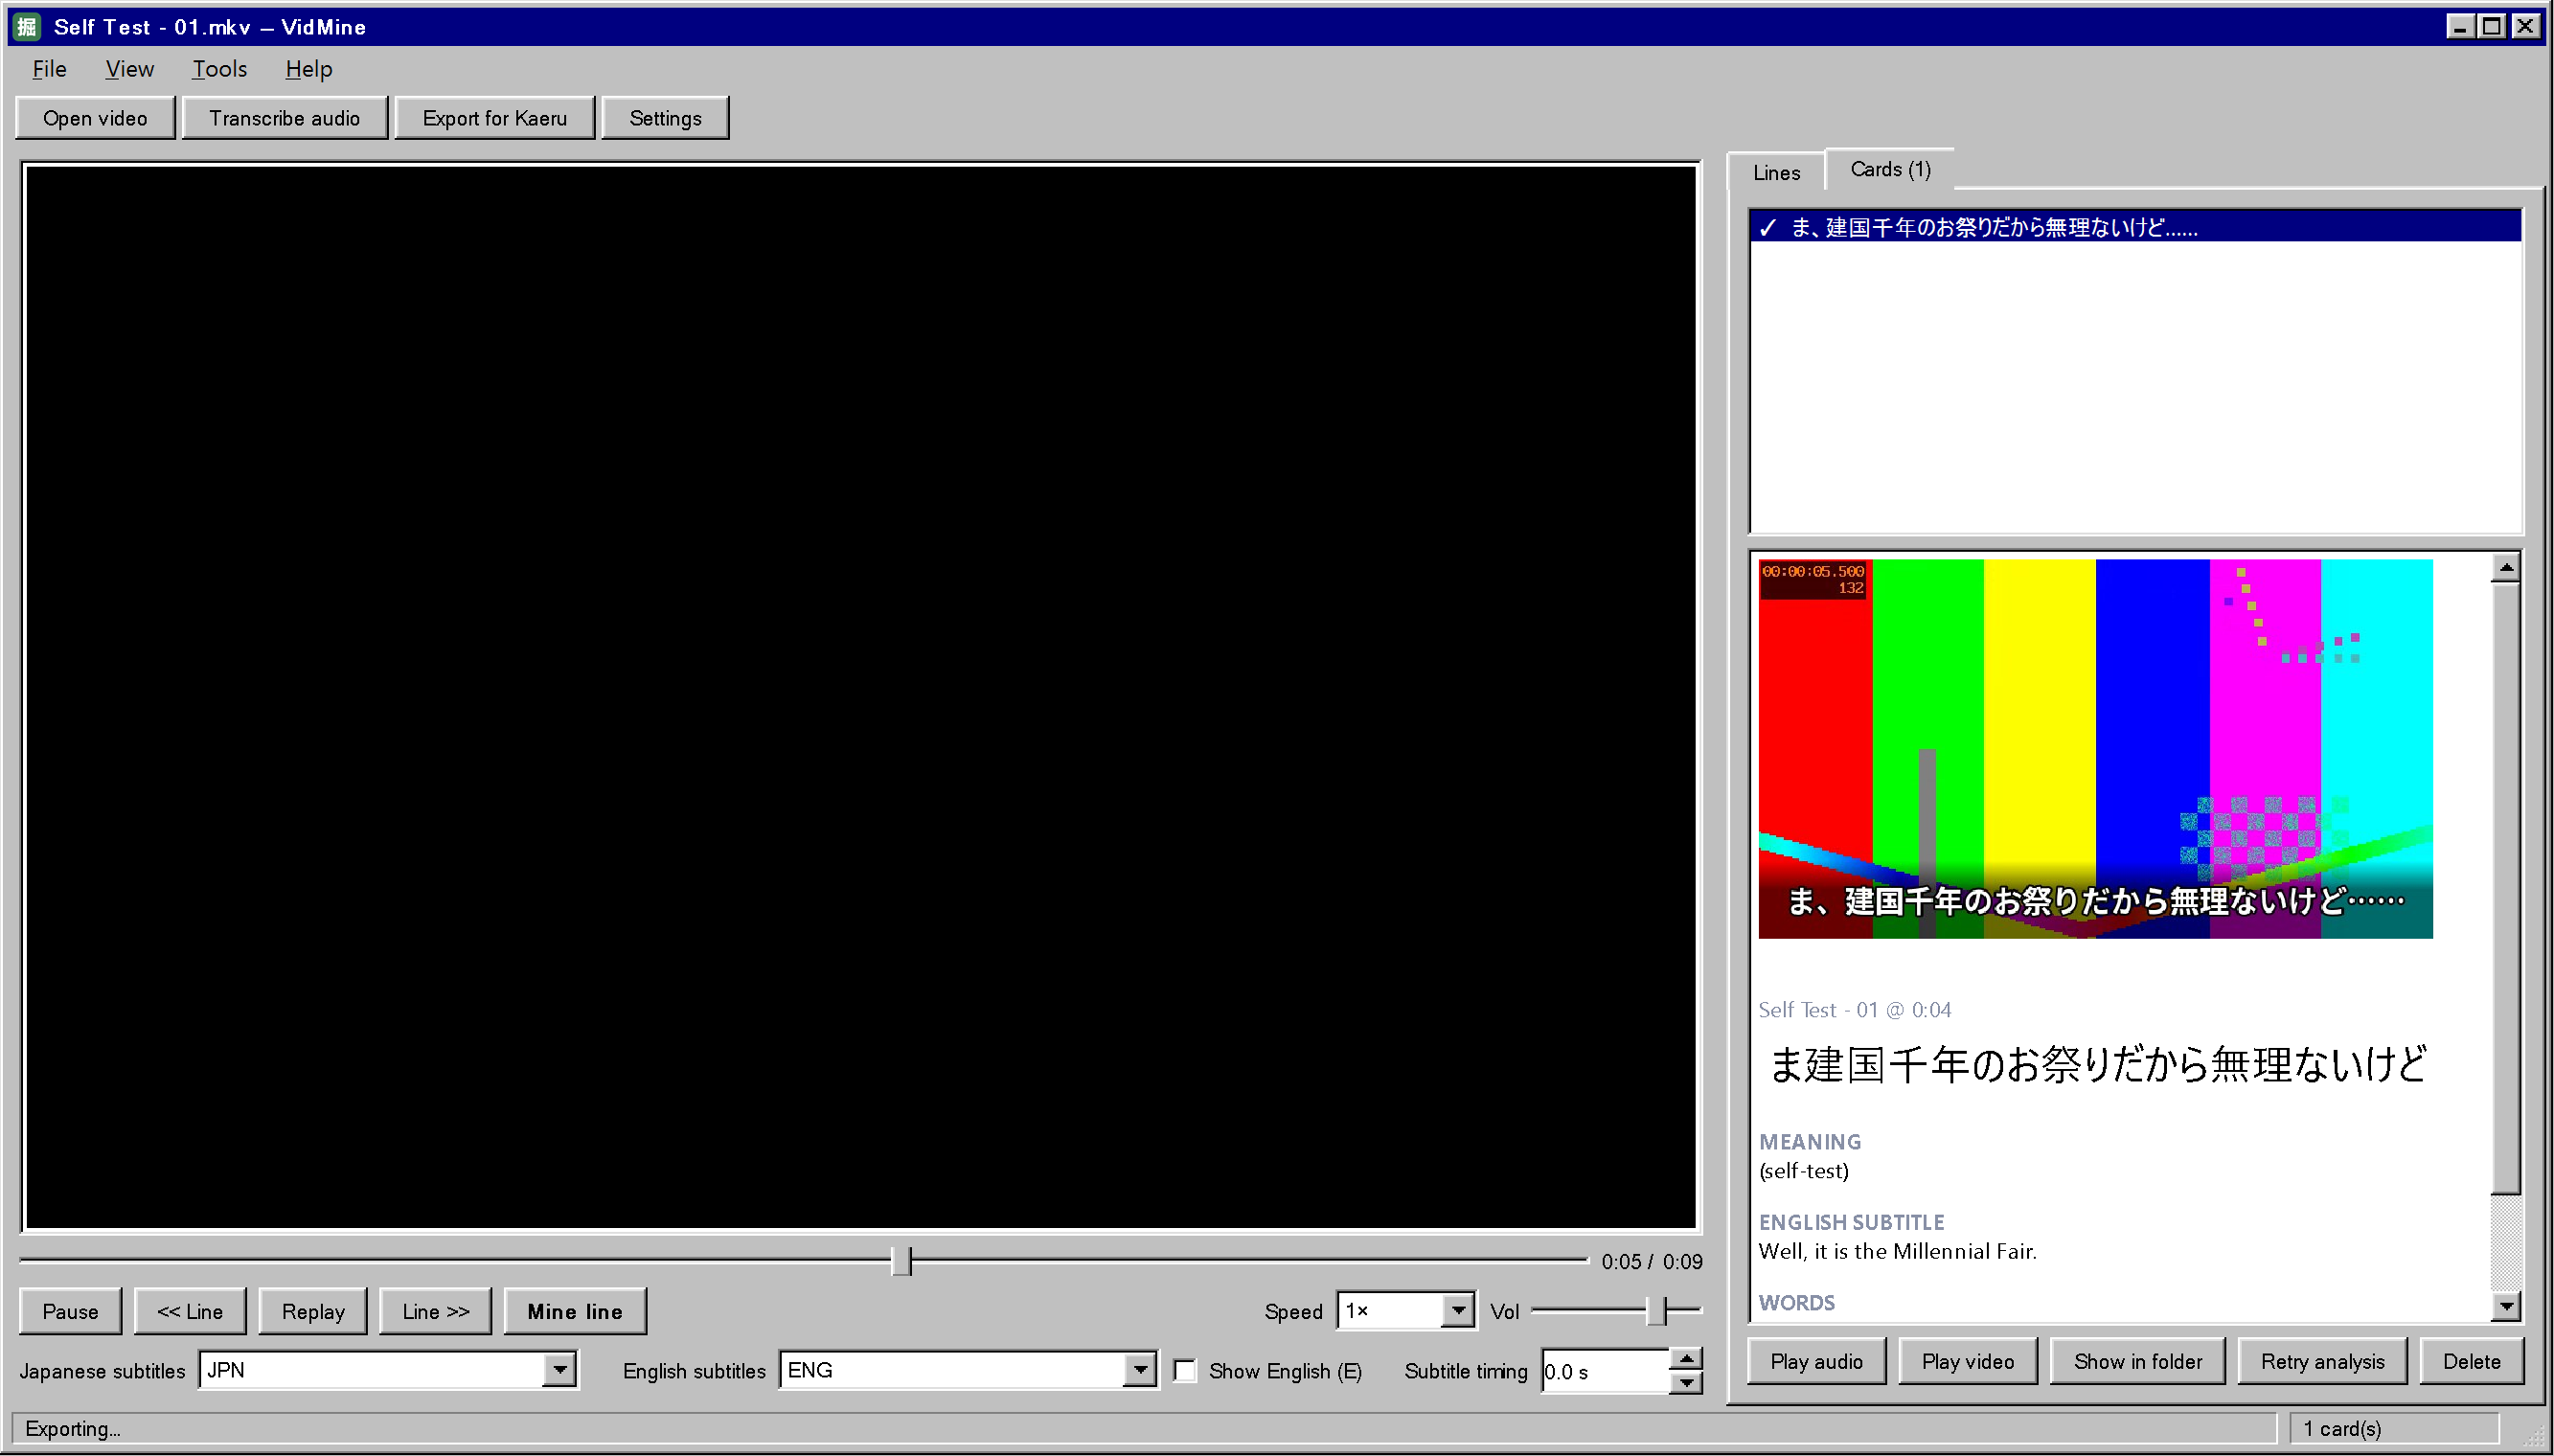 掘 Self Test - 01.mkv – VidMine
File View Tools Help
Open video Transcribe audio Export for Kaeru Settings
Lines Cards (1)
✓ ま、建国千年のお祭りだから無理ないけど……
00:00:05.500
132
ま、建国千年のお祭りだから無理ないけど……
Self Test - 01 @ 0:04
ま建国千年のお祭りだから無理ないけど
MEANING
(self-test)
ENGLISH SUBTITLE
Well, it is the Millennial Fair.
WORDS
0:05 / 0:09
Pause << Line Replay Line >> Mine line Speed 1× Vol
Japanese subtitles JPN English subtitles ENG Show English (E) Subtitle timing 0.0 s
Play audio Play video Show in folder Retry analysis Delete
Exporting... 1 card(s)